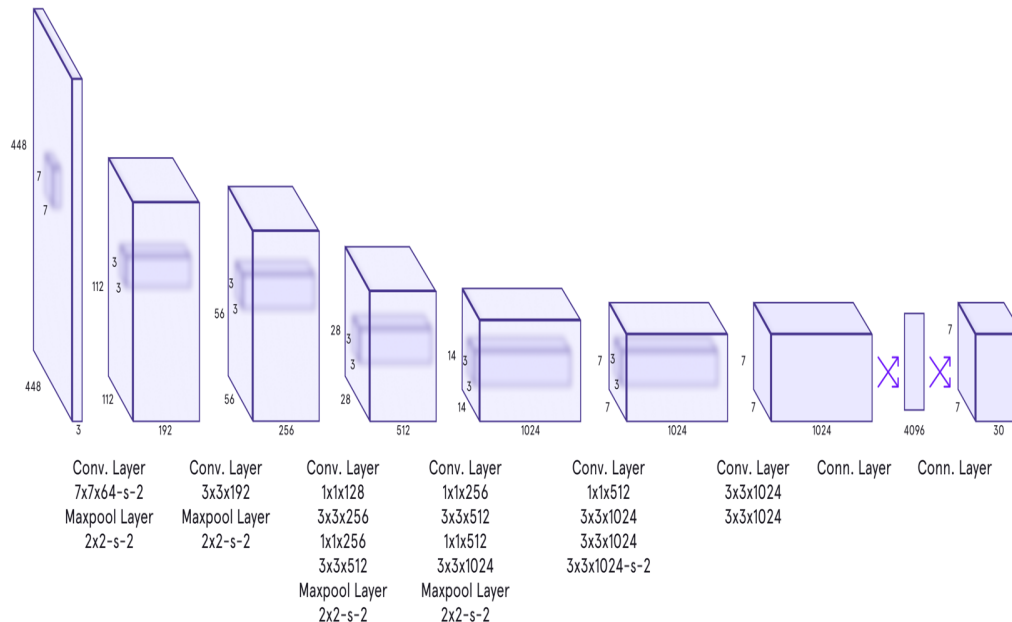 448
7
7
448
3
3
3
112
112
192
3
3
56
56
256
3
3
28
28
512
3
3
14
14
1024
3
3
7
7
1024
7
7
1024
4096
7
7
30
Conv. Layer
7x7x64-s-2
Maxpool Layer
2x2-s-2
Conv. Layer
3x3x192
Maxpool Layer
2x2-s-2
Conv. Layer
1x1x128
3x3x256
1x1x256
3x3x512
Maxpool Layer
2x2-s-2
Conv. Layer
1x1x256
3x3x512
1x1x512
3x3x1024
Maxpool Layer
2x2-s-2
Conv. Layer
1x1x512
3x3x1024
3x3x1024
3x3x1024-s-2
Conv. Layer
3x3x1024
3x3x1024
Conn. Layer
Conn. Layer